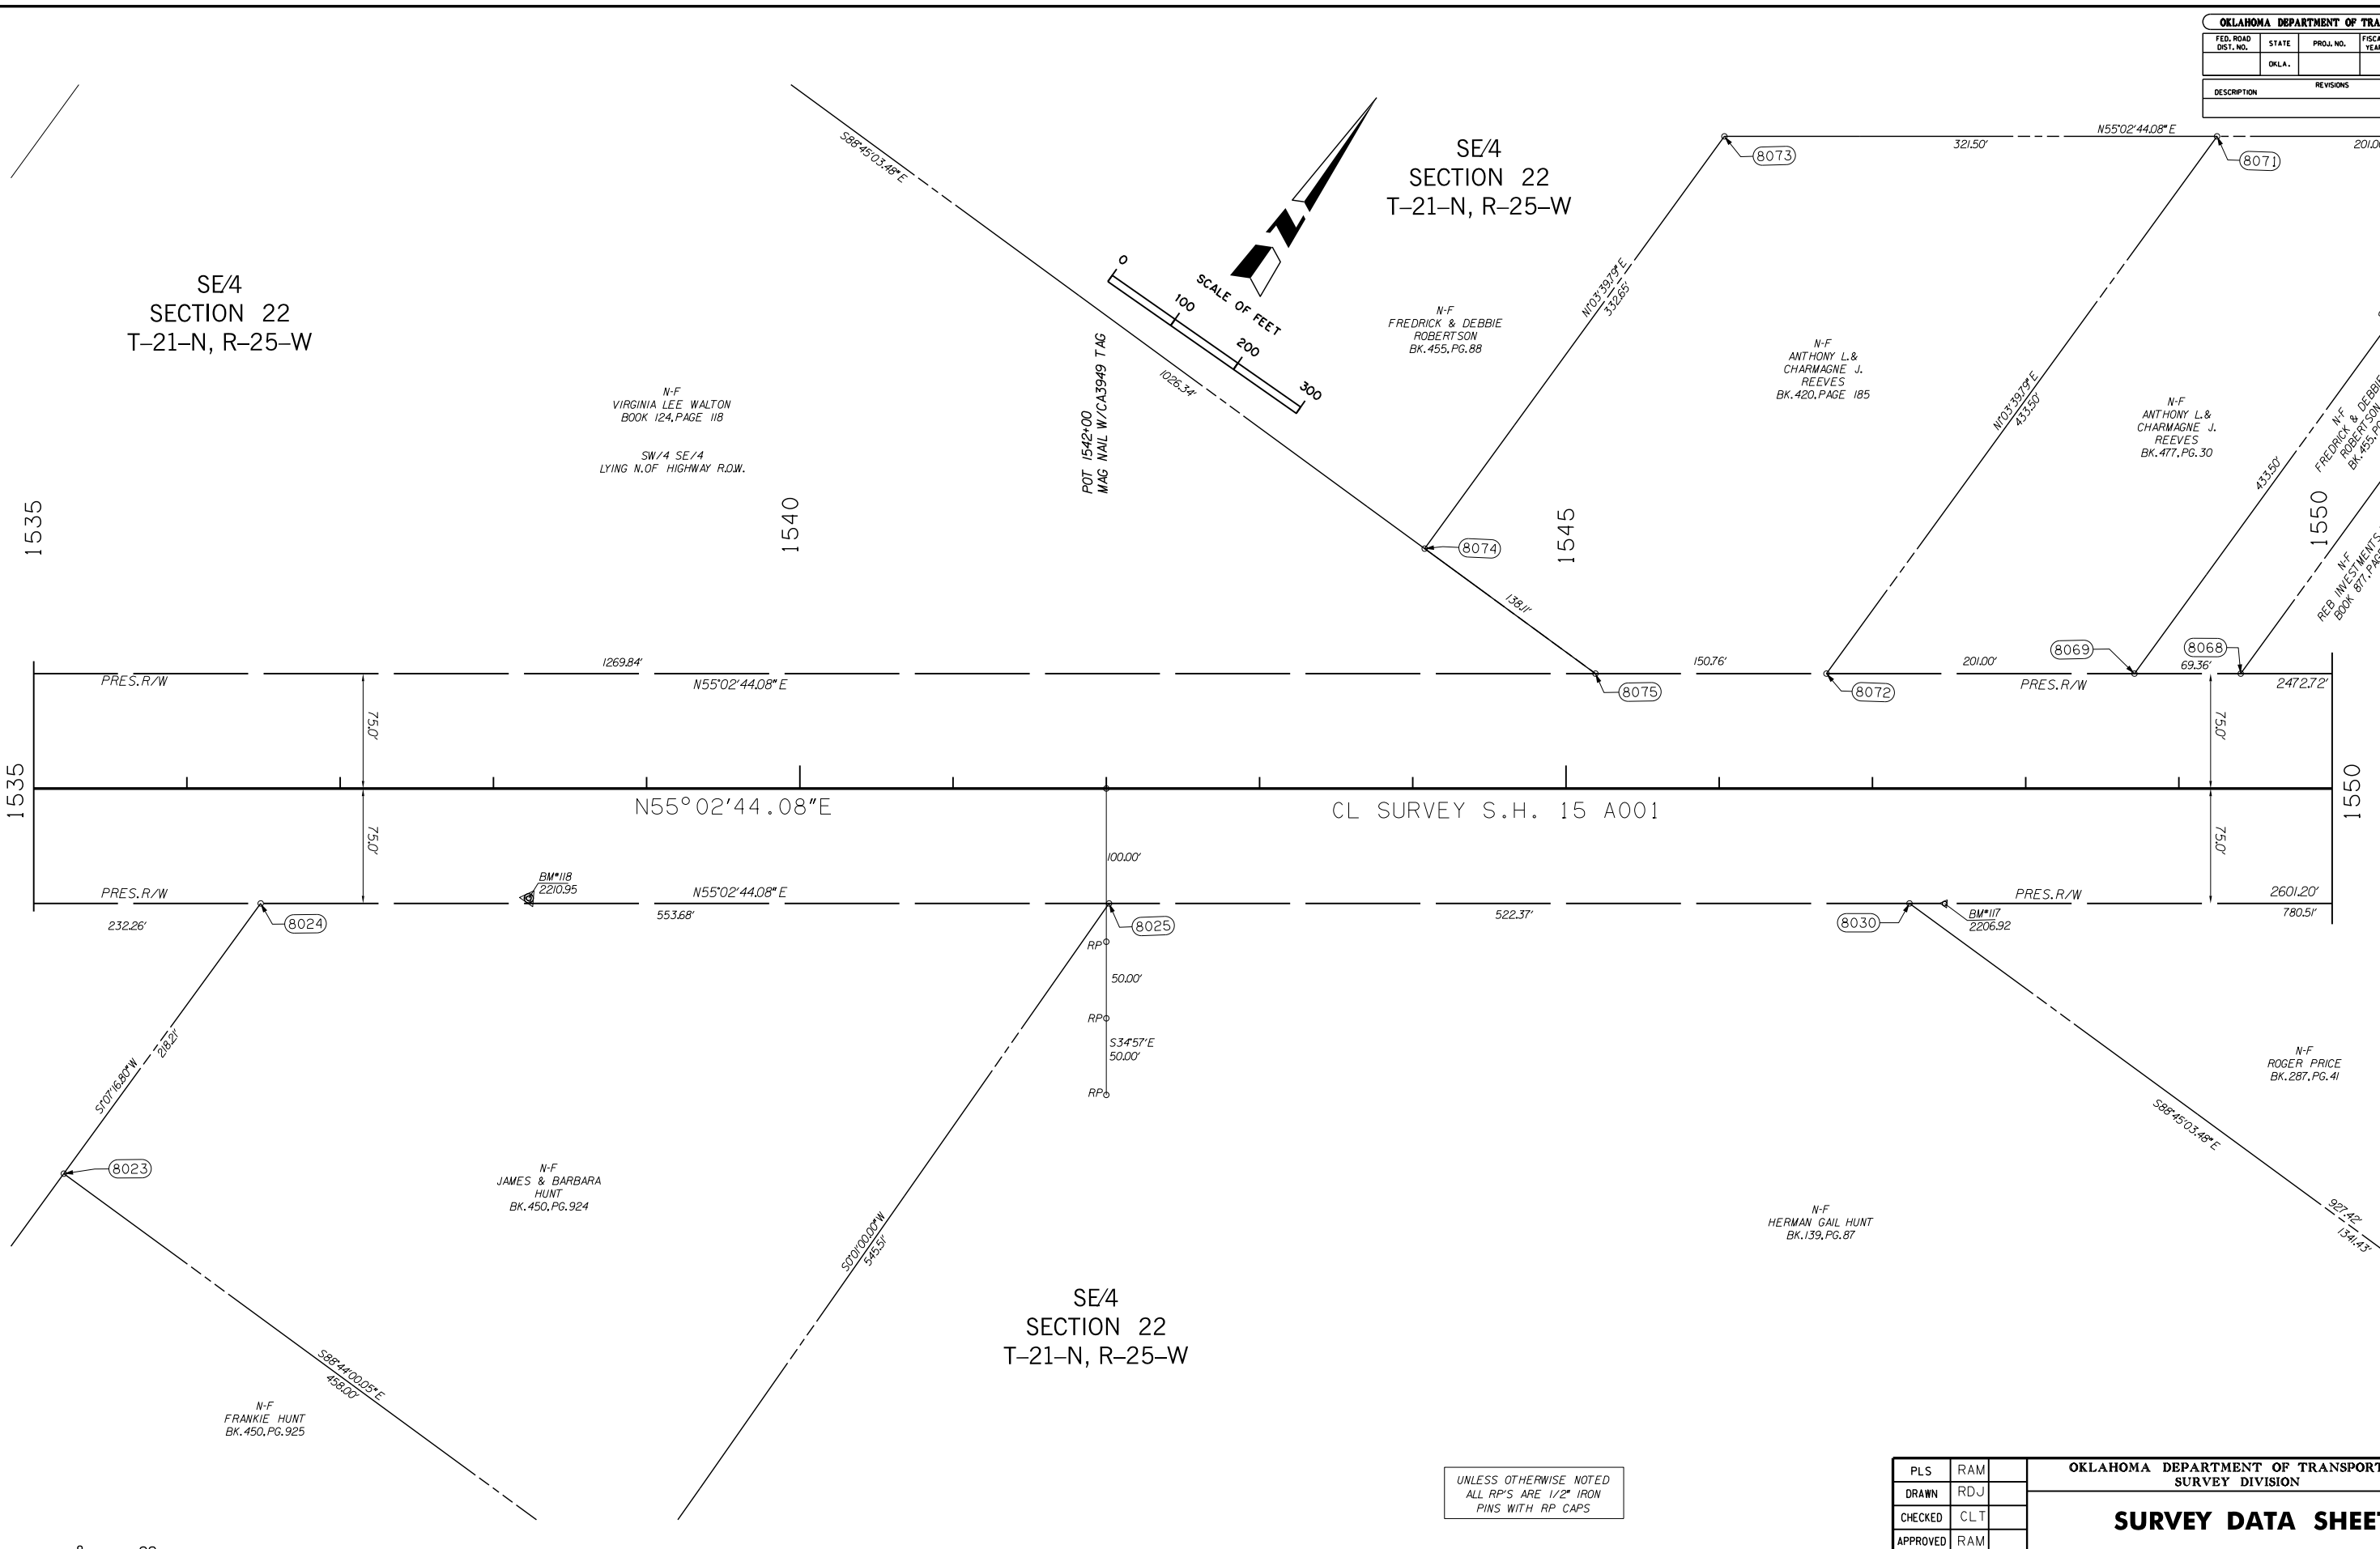 OKLAHOMA DEPARTMENT OF
FED. ROAD DIST. NO.
STATE
PROJ. NO.
OKLA.
REVISIONS
DESCRIPTION
S88°45'03.48"E
SE/4
SECTION 22
T-21-N, R-25-W
8073
N55°02'44.08"E
321.50'
8071
SE/4
SECTION 22
T-21-N, R-25-W
0
100
200
300
SCALE OF FEET
N
N1°03'39.79"E
332.65'
N-F
FREDRICK & DEBBIE
ROBERTSON
BK.455,PG.88
N-F
ANTHONY L.&
CHARMAGNE J.
REEVES
BK.420,PAGE 185
N1°03'39.79"E
433.50'
N-F
ANTHONY L.&
CHARMAGNE J.
REEVES
BK.477,PG.30
433.50'
N-F
FREDRICK & DEBBIE
ROBERTSON
N-F
REB INVESTMENTS
BOOK 877,
N-F
VIRGINIA LEE WALTON
BOOK 124,PAGE 118
SW/4 SE/4
LYING N.OF HIGHWAY R.O.W.
1026.34'
POT 1542+00
MAG NAIL W/CA3949 TAG
1535
1540
1545
1550
8074
138.11'
1269.84'
PRES.R/W
N55°02'44.08"E
8075
150.76'
8072
201.00'
PRES.R/W
8069
8068
69.36'
2472.72'
75.0'
75.0'
1535
N55°02'44.08"E
CL SURVEY S.H. 15 A001
1550
75.0'
75.0'
100.00'
PRES.R/W
232.26'
8024
BM#118
2210.95
553.68'
N55°02'44.08"E
8025
522.37'
8030
BM#117
2206.92
PRES.R/W
2601.20'
780.51'
RP
50.00'
RP
S34°57'E
50.00'
RP
S1°07'16.80"W
218.21'
8023
N-F
JAMES & BARBARA
HUNT
BK.450,PG.924
S0°01'00.00"W
545.51'
N-F
ROGER PRICE
BK.287,PG.41
S88°45'03.48"E
927.42'
1341.43'
N-F
HERMAN GAIL HUNT
BK.139,PG.87
SE/4
SECTION 22
T-21-N, R-25-W
S88°44'00.05"E
458.00'
N-F
FRANKIE HUNT
BK.450,PG.925
UNLESS OTHERWISE NOTED
ALL RP'S ARE 1/2" IRON
PINS WITH RP CAPS
PLS RAM
DRAWN RDJ
CHECKED CLT
APPROVED RAM
OKLAHOMA DEPARTMENT OF
SURVEY DIVISION
SURVEY DATA